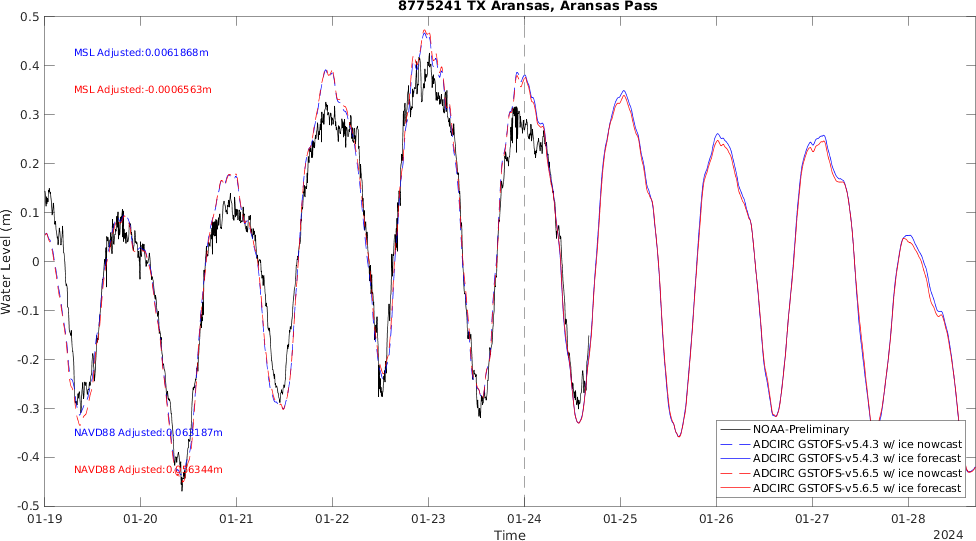 8775241 TX Aransas, Aransas Pass
0.5
0.4
0.3
0.2
0.1
0
-0.1
-0.2
-0.3
-0.4
-0.5
Water Level (m)
MSL Adjusted:0.0061868m
MSL Adjusted:-0.0006563m
NAVD88 Adjusted:0.063187m
NAVD88 Adjusted:0.056344m
NOAA-Preliminary
ADCIRC GSTOFS-v5.4.3 w/ ice nowcast
ADCIRC GSTOFS-v5.4.3 w/ ice forecast
ADCIRC GSTOFS-v5.6.5 w/ ice nowcast
ADCIRC GSTOFS-v5.6.5 w/ ice forecast
01-19 01-20 01-21 01-22 01-23 01-24 01-25 01-26 01-27 01-28
Time
2024